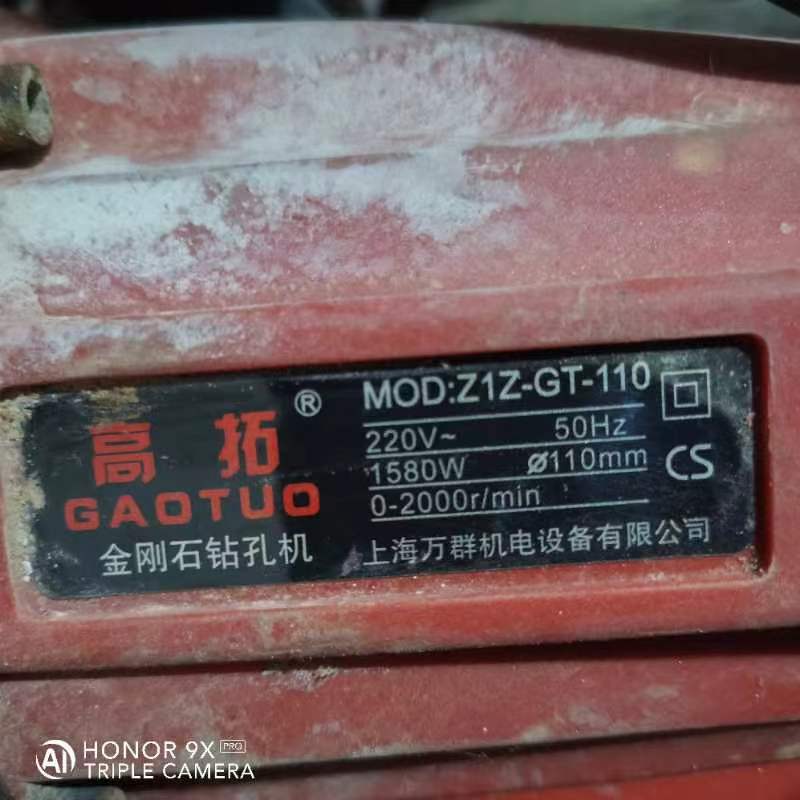 高拓®
GAOTUO
金刚石钻孔机
MOD:Z1Z-GT-110
220V~ 50Hz
1580W ø110mm
0-2000r/min
CS
上海万群机电设备有限公司
HONOR 9X PRO
TRIPLE CAMERA